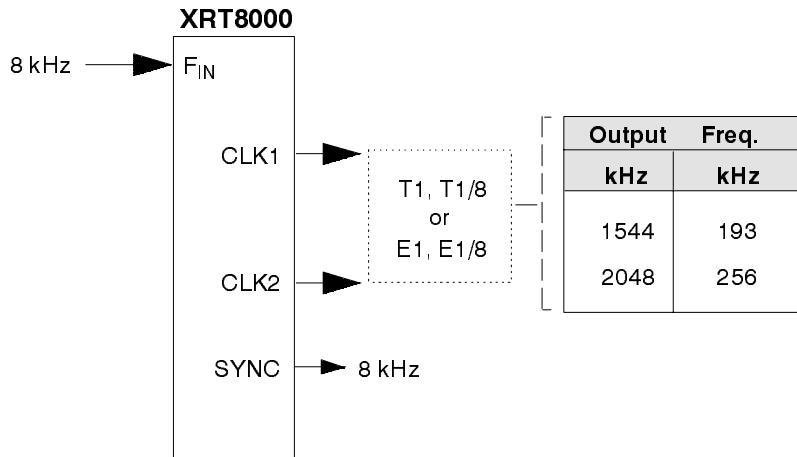 XRT8000
8 kHz
FIN
CLK1
T1, T1/8
or
E1, E1/8
CLK2
SYNC
8 kHz
Output Freq.
kHz kHz
1544 193
2048 256